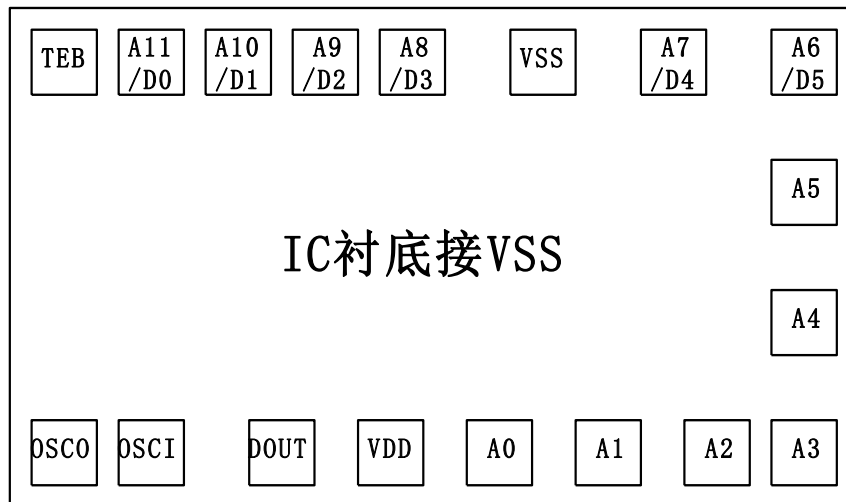 TEB
A11
/D0
A10
/D1
A9
/D2
A8
/D3
VSS
A7
/D4
A6
/D5
A5
IC衬底接VSS
A4
OSCO
OSCI
DOUT
VDD
A0
A1
A2
A3